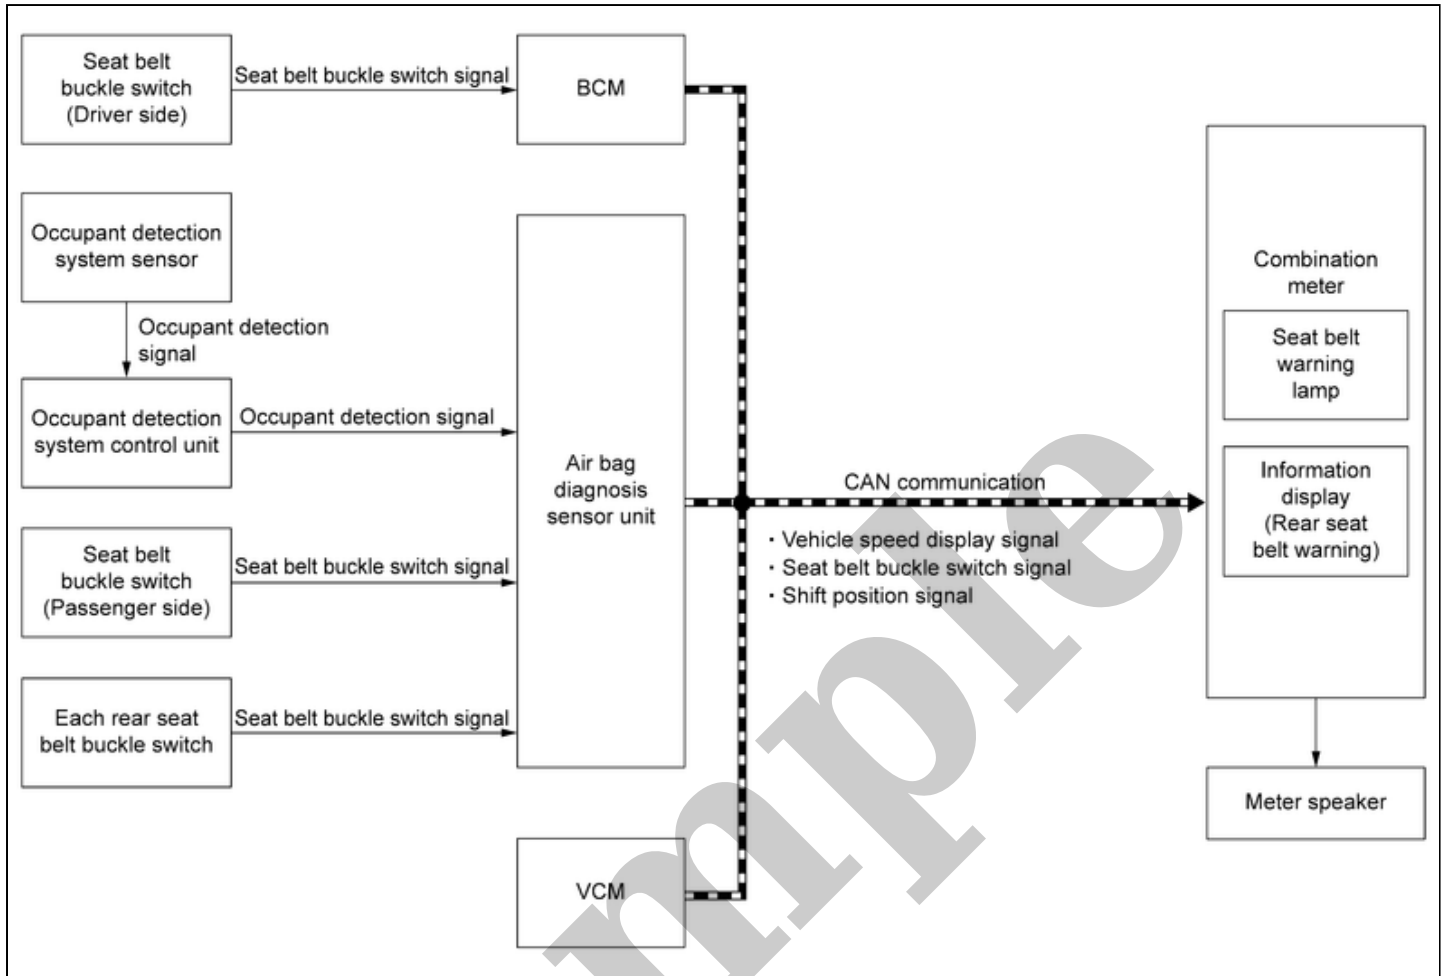 Seat belt
buckle switch
(Driver side)
Seat belt buckle switch signal
BCM
Occupant detection
system sensor
Occupant detection
signal
Occupant detection
system control unit
Occupant detection signal
Air bag
diagnosis
sensor unit
Seat belt
buckle switch
(Passenger side)
Seat belt buckle switch signal
Each rear seat
belt buckle switch
Seat belt buckle switch signal
VCM
CAN communication
・Vehicle speed display signal
・Seat belt buckle switch signal
・Shift position signal
Combination
meter
Seat belt
warning
lamp
Information
display
(Rear seat
belt warning)
Meter speaker
mple